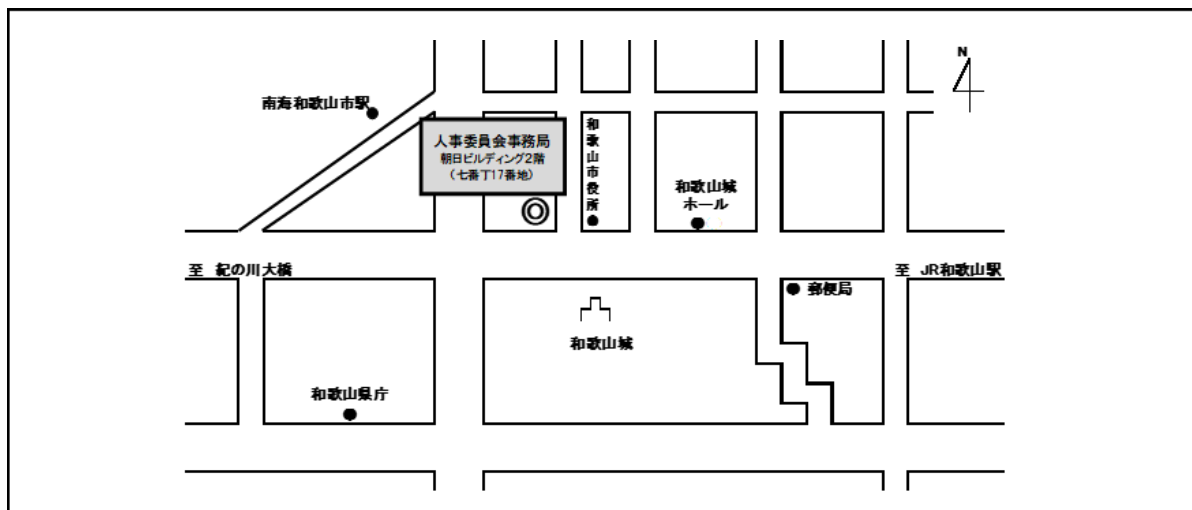 N
南海和歌山市駅
人事委員会事務局
朝日ビルディング2階
（七番丁17番地）
和歌山市役所
和歌山城
ホール
至 紀の川大橋
至 JR和歌山駅
郵便局
和歌山城
和歌山県庁